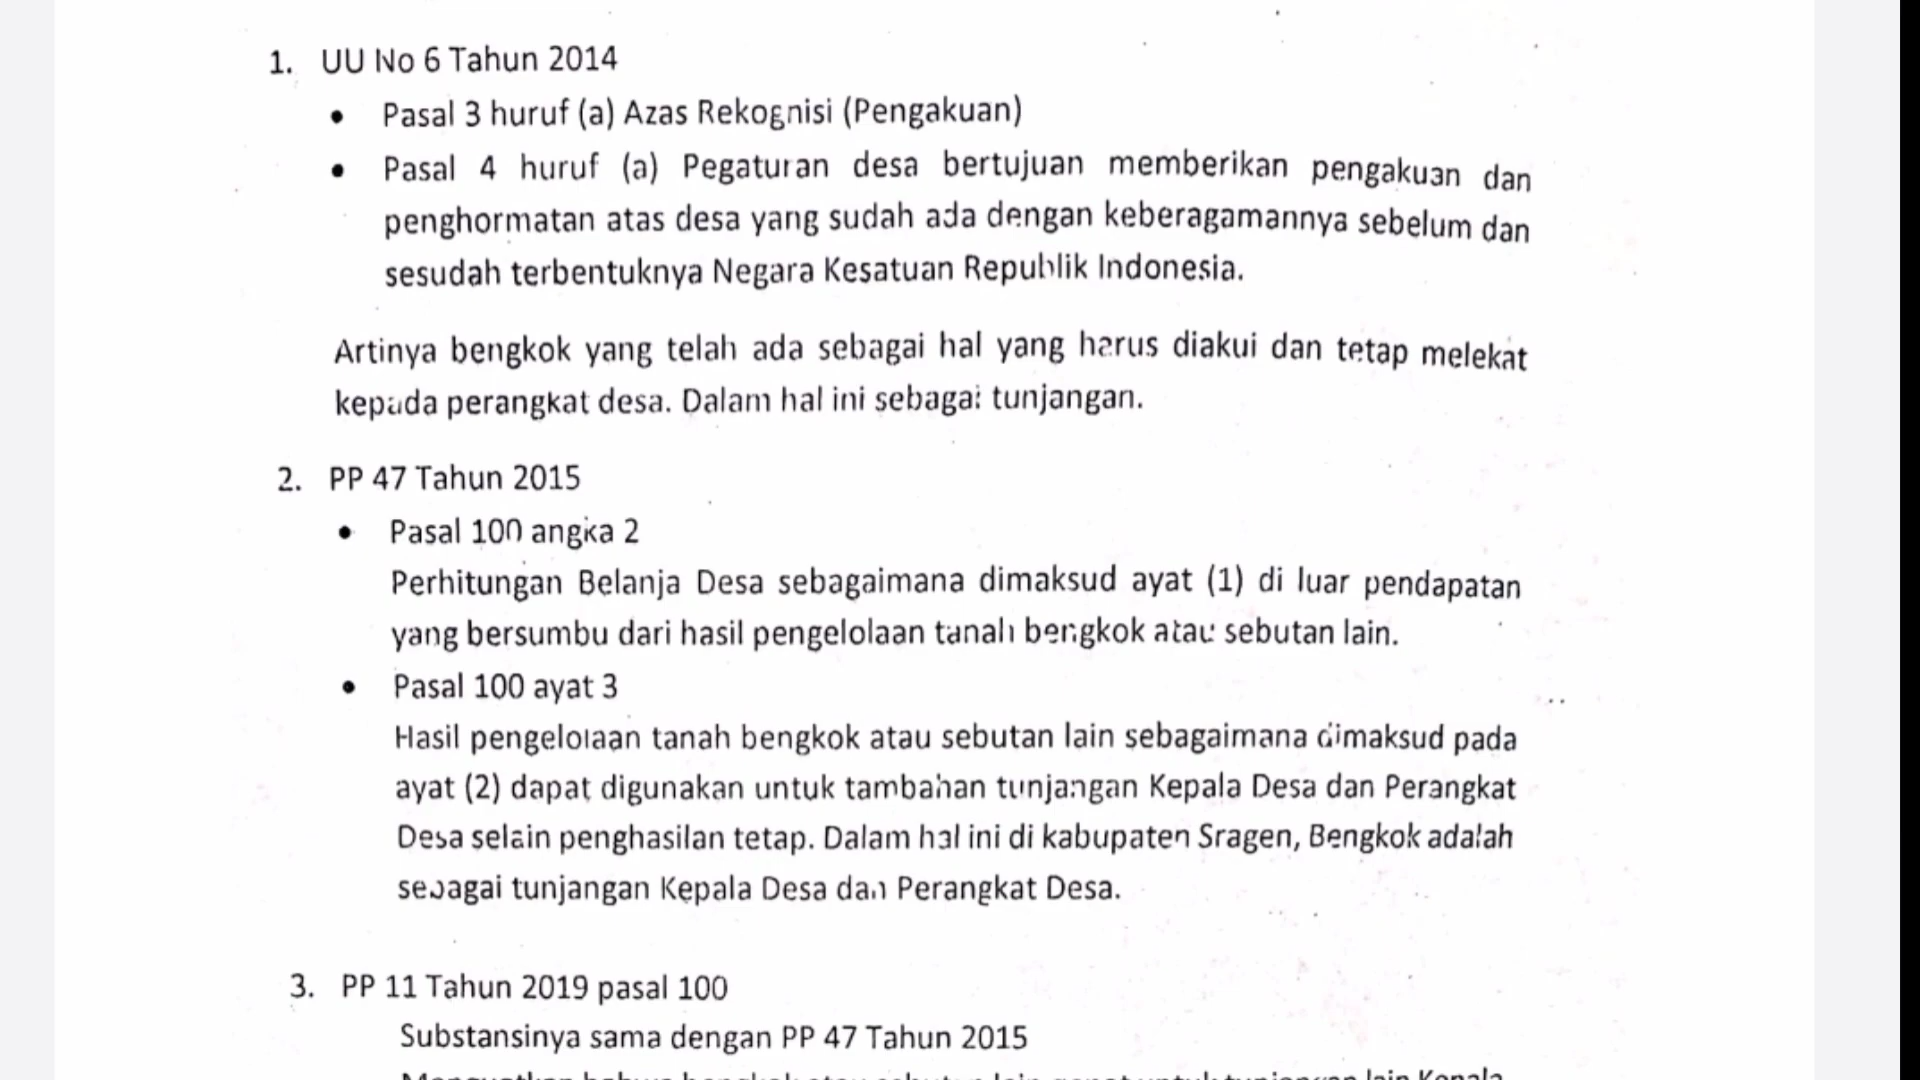 1. UU No 6 Tahun 2014
• Pasal 3 huruf (a) Azas Rekognisi (Pengakuan)
• Pasal 4 huruf (a) Pegaturan desa bertujuan memberikan pengakuan dan
penghormatan atas desa yang sudah ada dengan keberagamannya sebelum dan
sesudah terbentuknya Negara Kesatuan Republik Indonesia.
Artinya bengkok yang telah ada sebagai hal yang harus diakui dan tetap melekat
kepada perangkat desa. Dalam hal ini sebagai tunjangan.
2. PP 47 Tahun 2015
• Pasal 100 angka 2
Perhitungan Belanja Desa sebagaimana dimaksud ayat (1) di luar pendapatan
yang bersumbu dari hasil pengelolaan tanah bengkok atau sebutan lain.
• Pasal 100 ayat 3
Hasil pengelolaan tanah bengkok atau sebutan lain sebagaimana dimaksud pada
ayat (2) dapat digunakan untuk tambahan tunjangan Kepala Desa dan Perangkat
Desa selain penghasilan tetap. Dalam hal ini di kabupaten Sragen, Bengkok adalah
sebagai tunjangan Kepala Desa dan Perangkat Desa.
3. PP 11 Tahun 2019 pasal 100
Substansinya sama dengan PP 47 Tahun 2015